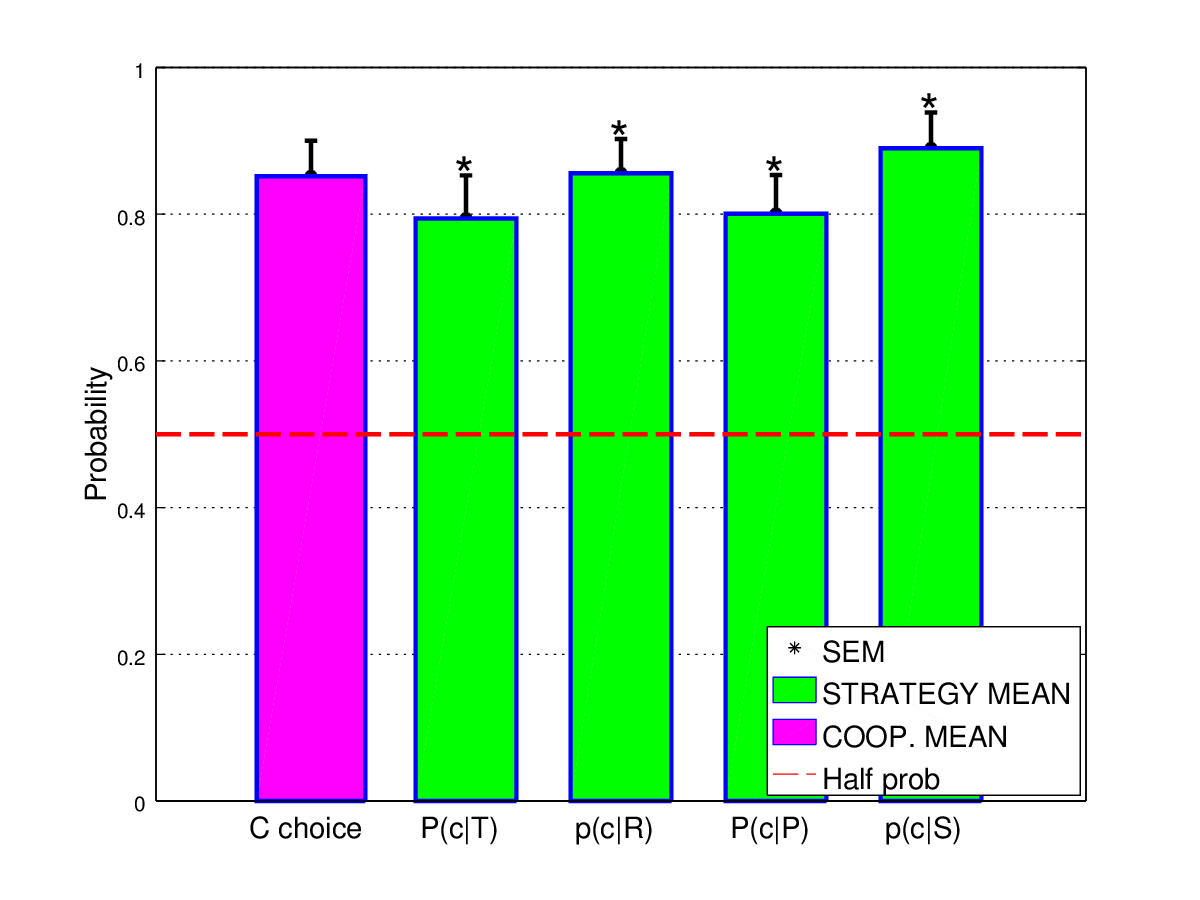 1
0.8
0.6
0.4
0.2
0
Probability
*
*
*
*
C choice
P(c|T)
p(c|R)
P(c|P)
p(c|S)
* SEM
STRATEGY MEAN
COOP. MEAN
Half prob